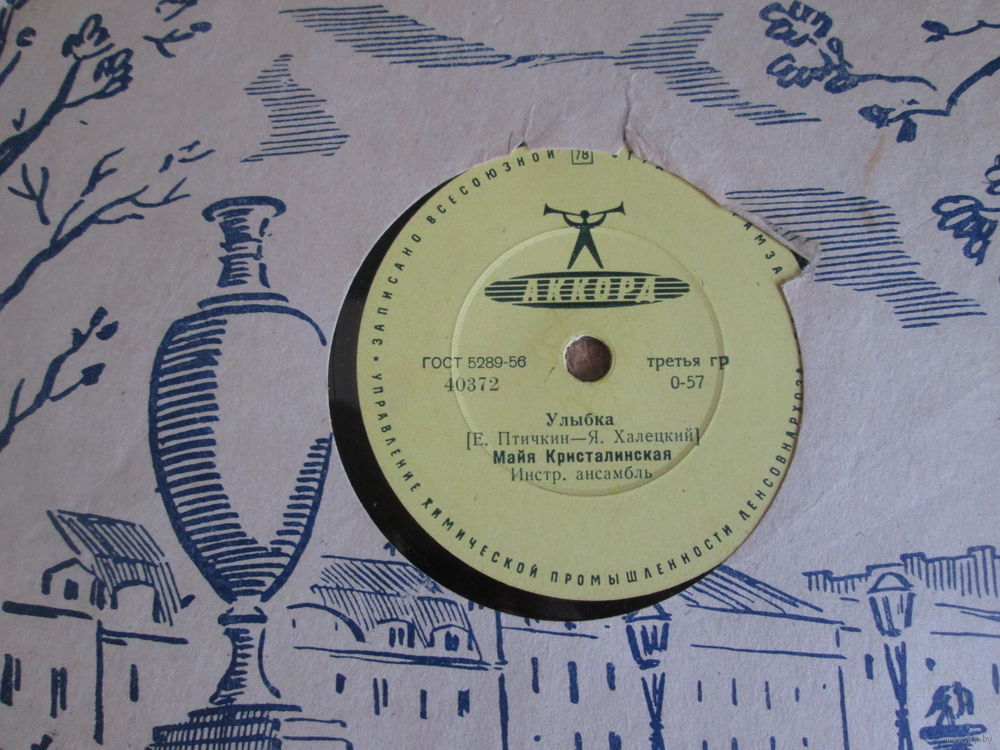 • ЗАПИСАНО ВСЕСОЮЗНОЙ 78
АМЗА
АККОРД
ГОСТ 5289-56
40372
третья гр
0-57
Улыбка
[Е. Птичкин—Я. Халецкий]
Майя Кристалинская
Инстр. ансамбль
УПРАВЛЕНИЕ ХИМИЧЕСКОЙ ПРОМЫШЛЕННОСТИ ЛЕНСОВНАРХОЗА